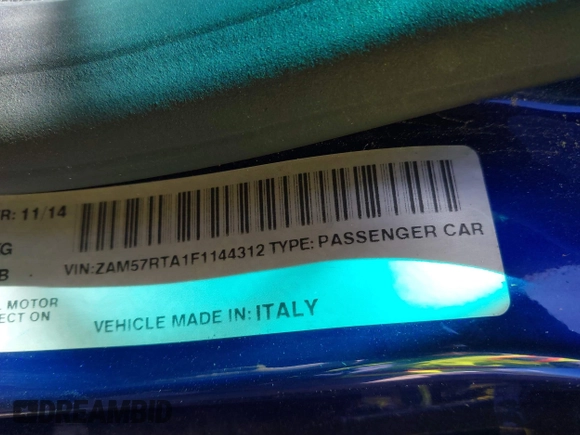 R: 11/14
G
B
VIN:ZAM57RTA1F1144312 TYPE: PASSENGER CAR
MOTOR
ECT ON
VEHICLE MADE IN: ITALY
DREAMBID